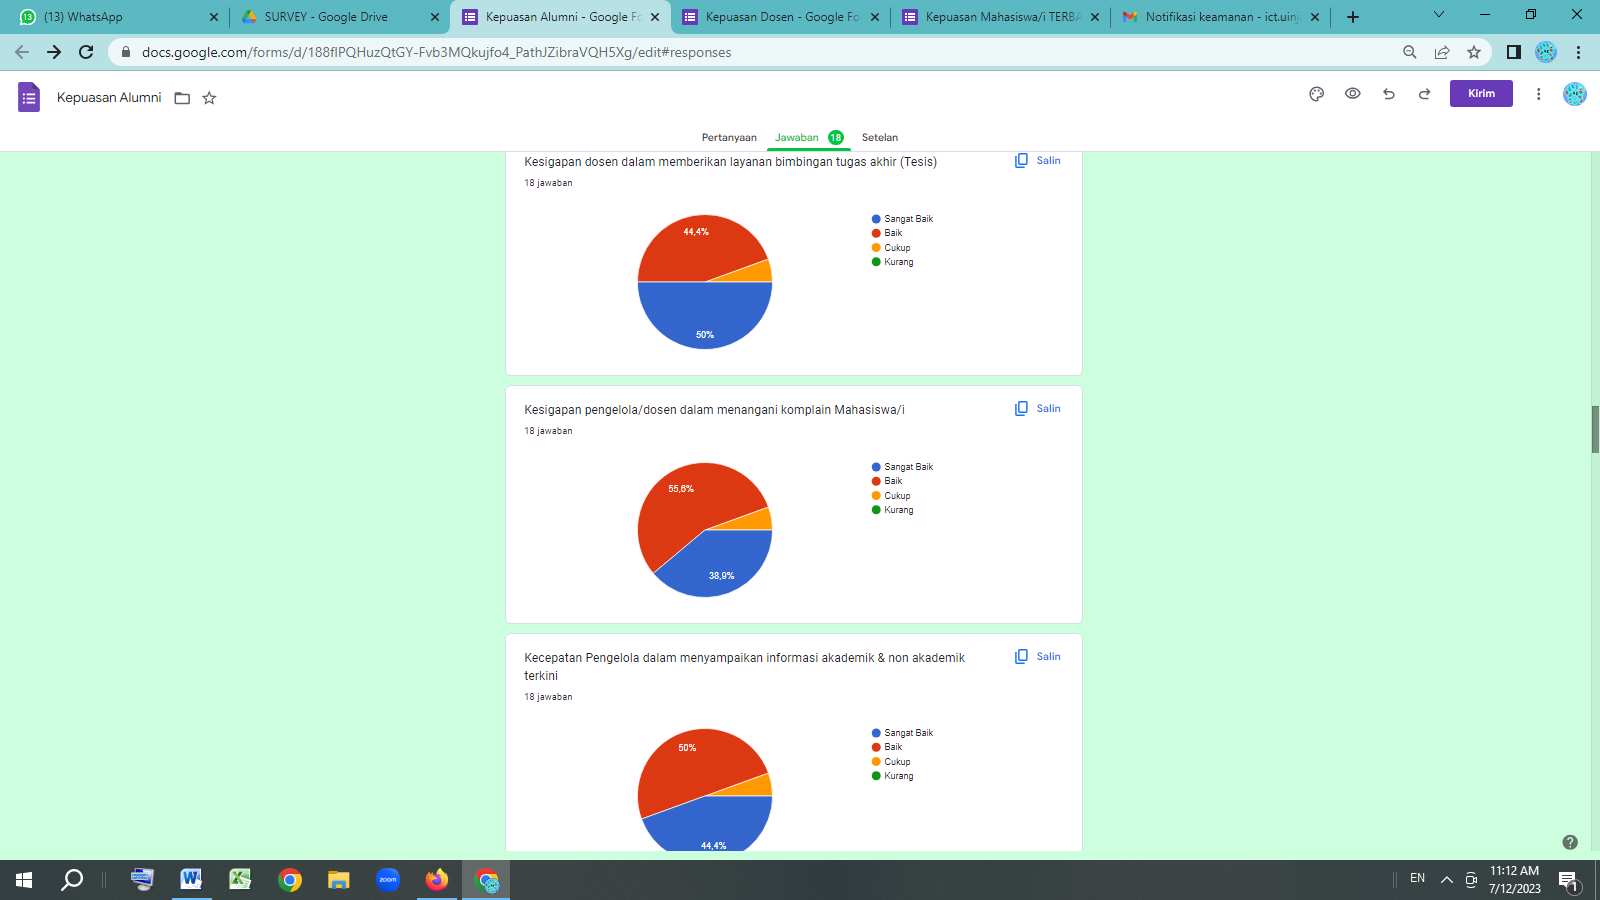 (13) WhatsApp
SURVEY - Google Drive
Kepuasan Alumni - Google Fo
Kepuasan Dosen - Google Fo
Kepuasan Mahasiswa/i TERBA
Notifikasi keamanan - ict.uinj
docs.google.com/forms/d/188flPQHuzQtGY-Fvb3MQkujfo4_PathJZibraVQH5Xg/edit#responses
Kepuasan Alumni
Kirim
Pertanyaan
Jawaban 18
Setelan
Kesigapan dosen dalam memberikan layanan bimbingan tugas akhir (Tesis)
Salin
18 jawaban
44,4%
50%
Sangat Baik
Baik
Cukup
Kurang
Kesigapan pengelola/dosen dalam menangani komplain Mahasiswa/i
Salin
18 jawaban
55,6%
38,9%
Sangat Baik
Baik
Cukup
Kurang
Kecepatan Pengelola dalam menyampaikan informasi akademik & non akademik
terkini
Salin
18 jawaban
50%
44,4%
Sangat Baik
Baik
Cukup
Kurang
zoom
EN
11:12 AM
7/12/2023
1